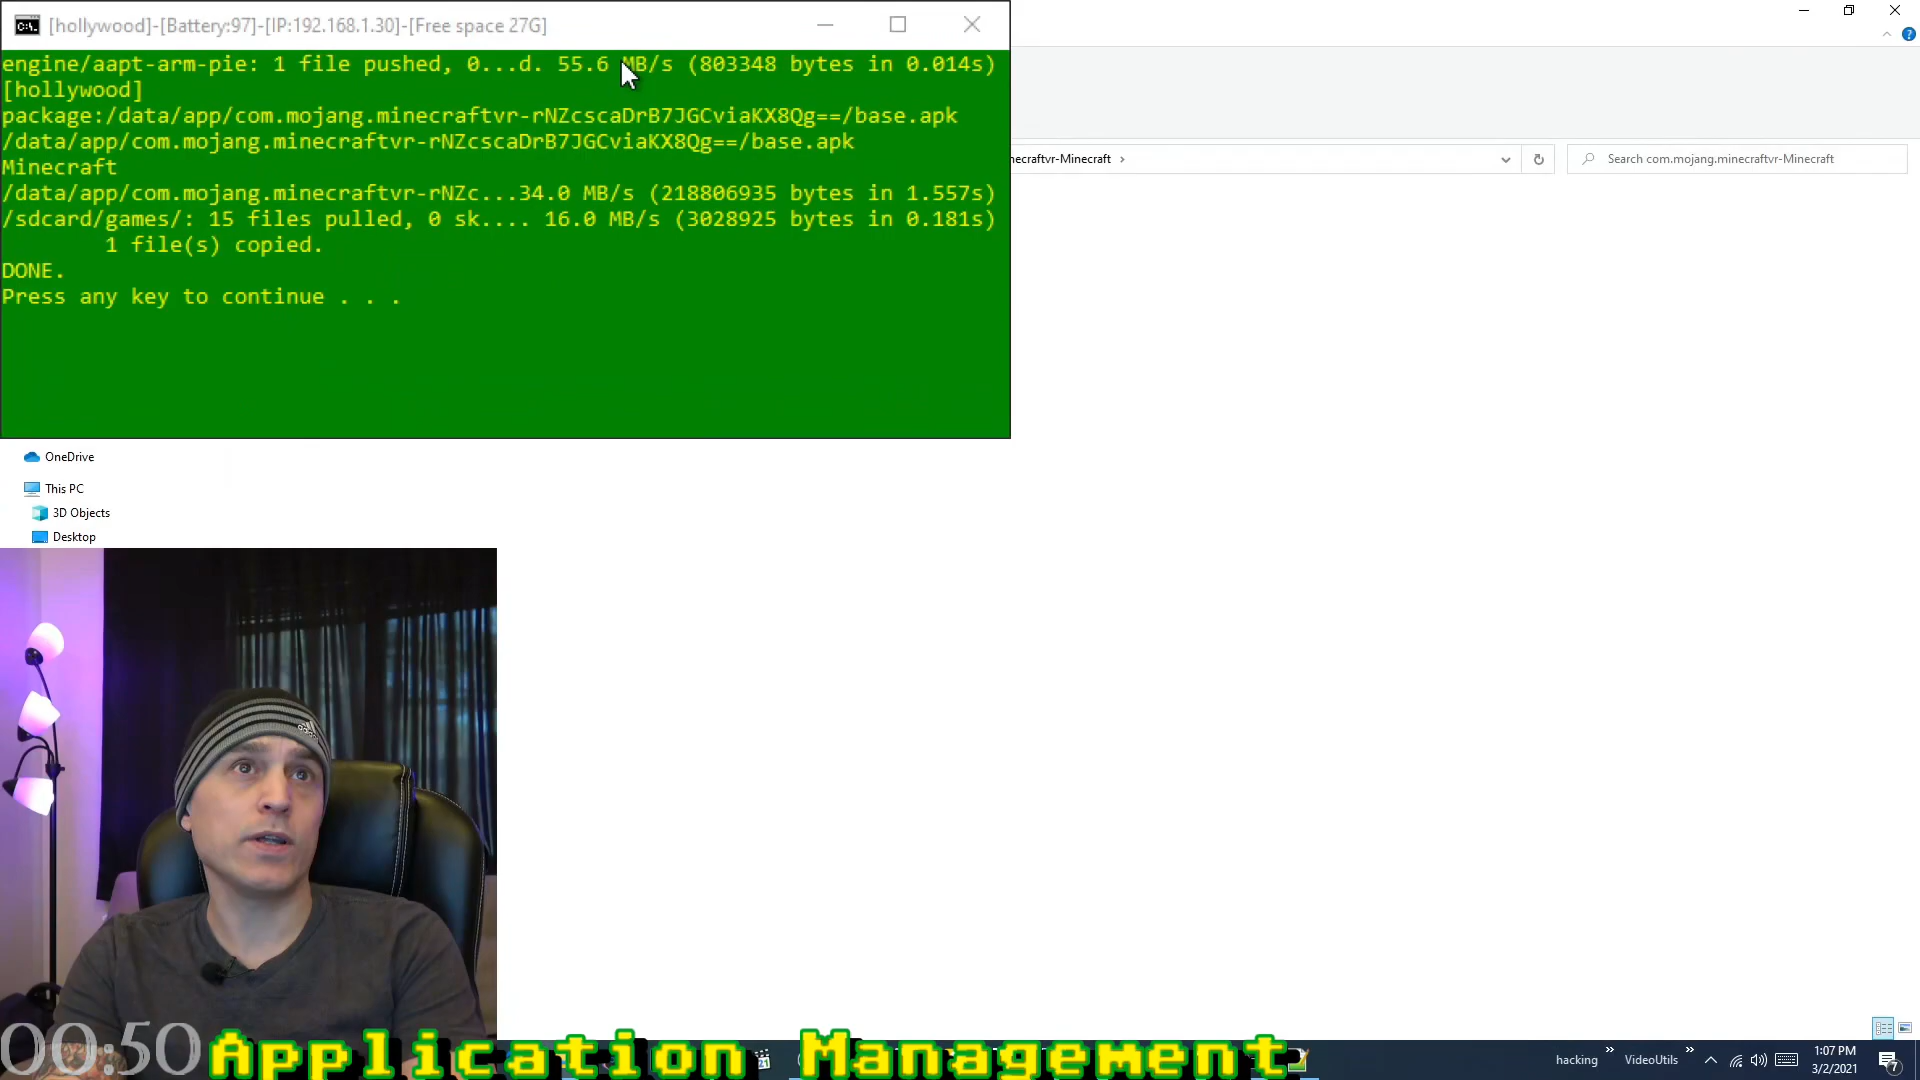 [hollywood]-[Battery:97]-[IP:192.168.1.30]-[Free space 27G]
engine/aapt-arm-pie: 1 file pushed, 0...d. 55.6 MB/s (803348 bytes in 0.014s)
[hollywood]
package:/data/app/com.mojang.minecraftvr-rNZcscaDrB7JGCviaKX8Qg==/base.apk
/data/app/com.mojang.minecraftvr-rNZcscaDrB7JGCviaKX8Qg==/base.apk
Minecraft
/data/app/com.mojang.minecraftvr-rNZc...34.0 MB/s (218806935 bytes in 1.557s)
/sdcard/games/: 15 files pulled, 0 sk.... 16.0 MB/s (3028925 bytes in 0.181s)
1 file(s) copied.
DONE.
Press any key to continue . . .
necraftvr-Minecraft
Search com.mojang.minecraftvr-Minecraft
OneDrive
This PC
3D Objects
Desktop
adidas
00:50
Application Management
hacking
VideoUtils
1:07 PM
3/2/2021
7